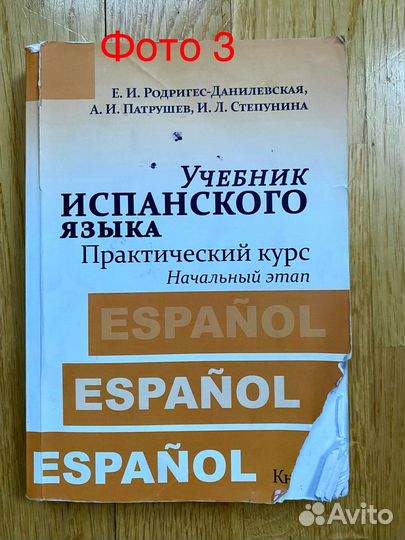 Фото 3
Е. И. Родригес-Данилевская,
А. И. Патрушев, И. Л. Степунина
Учебник
ИСПАНСКОГО
ЯЗЫКА
Практический курс
Начальный этап
ESPAÑOL
ESPAÑOL
ESPAÑOL
Avito